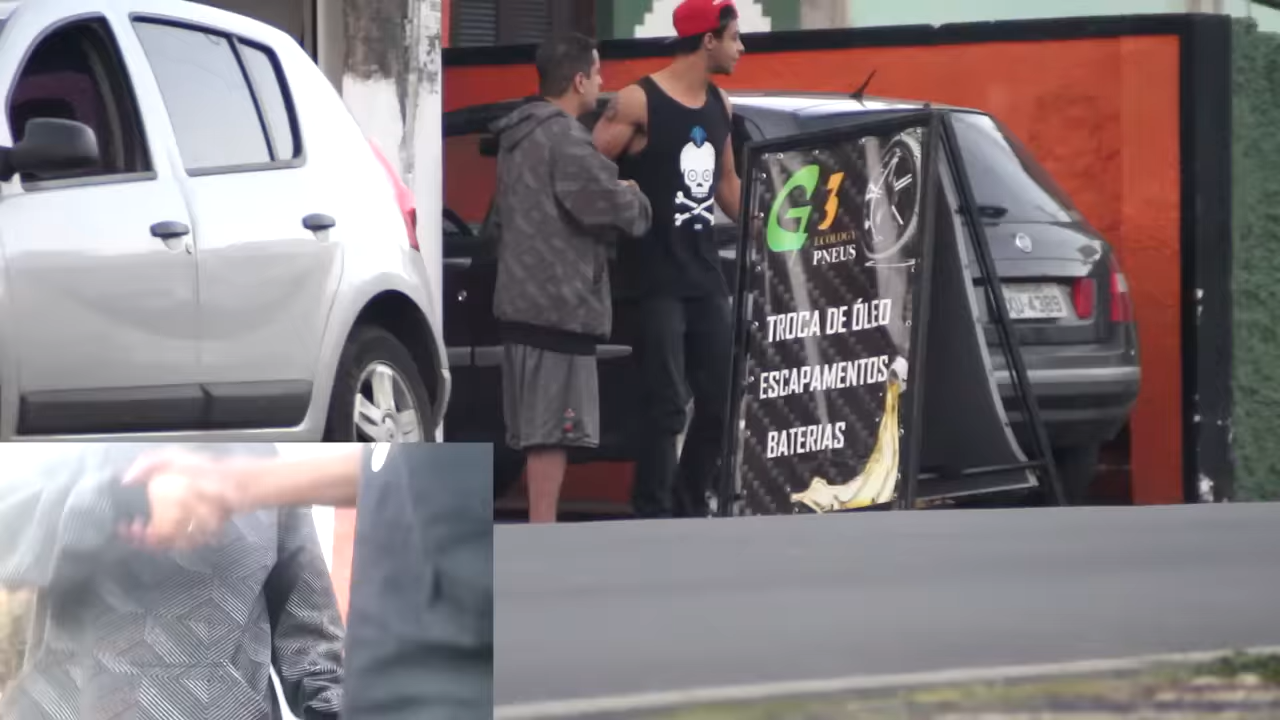 G3
ECOLOGY
PNEUS
TROCA DE ÓLEO
ESCAPAMENTOS
BATERIAS